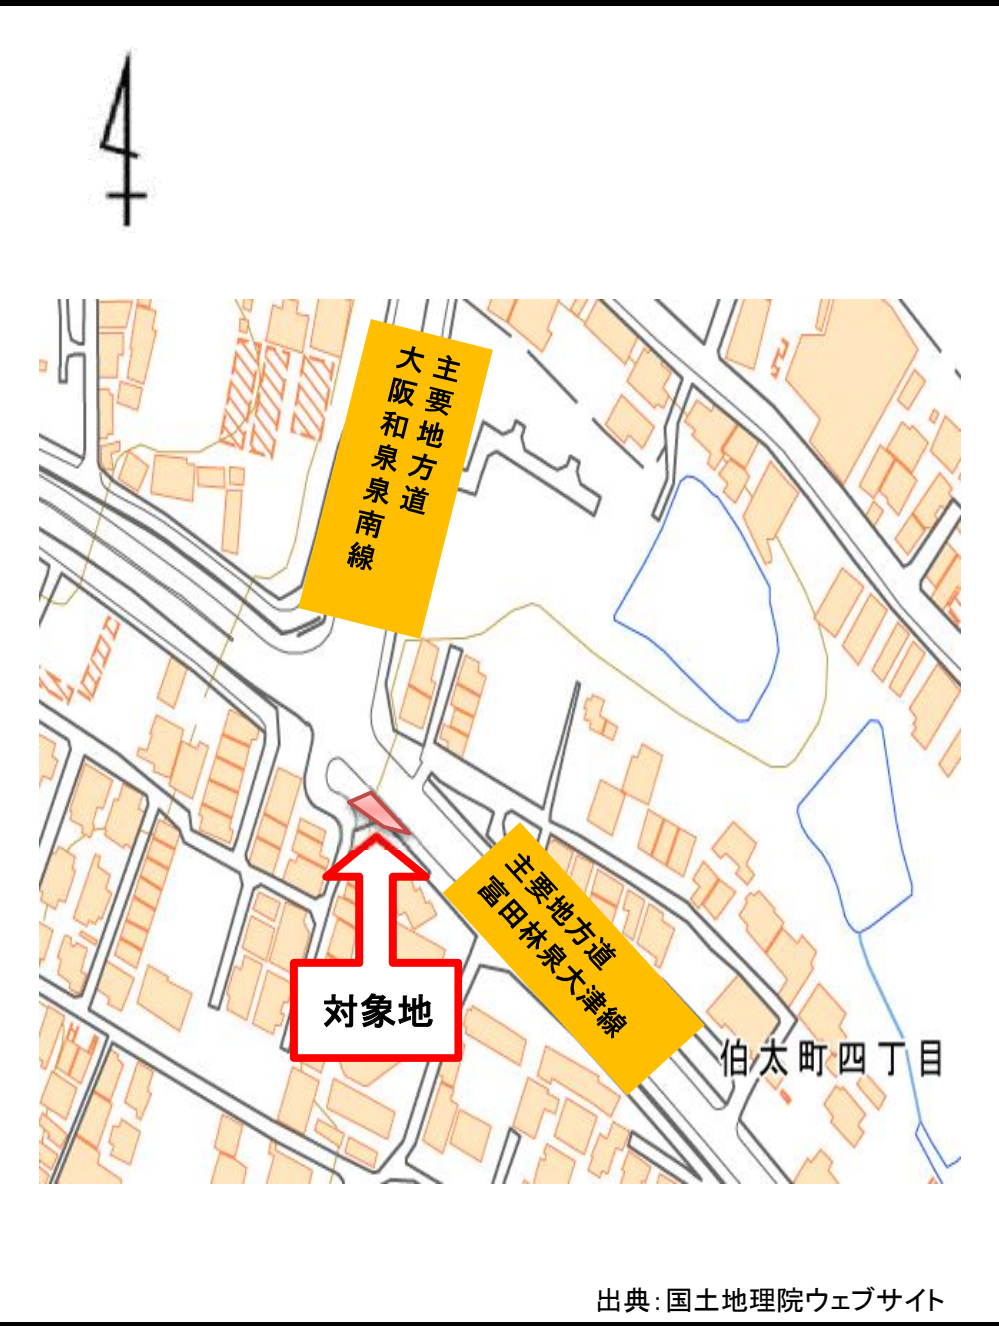 主要地方道
大阪和泉泉南線
主要地方道
富田林泉大津線
対象地
伯太町四丁目
出典：国土地理院ウェブサイト